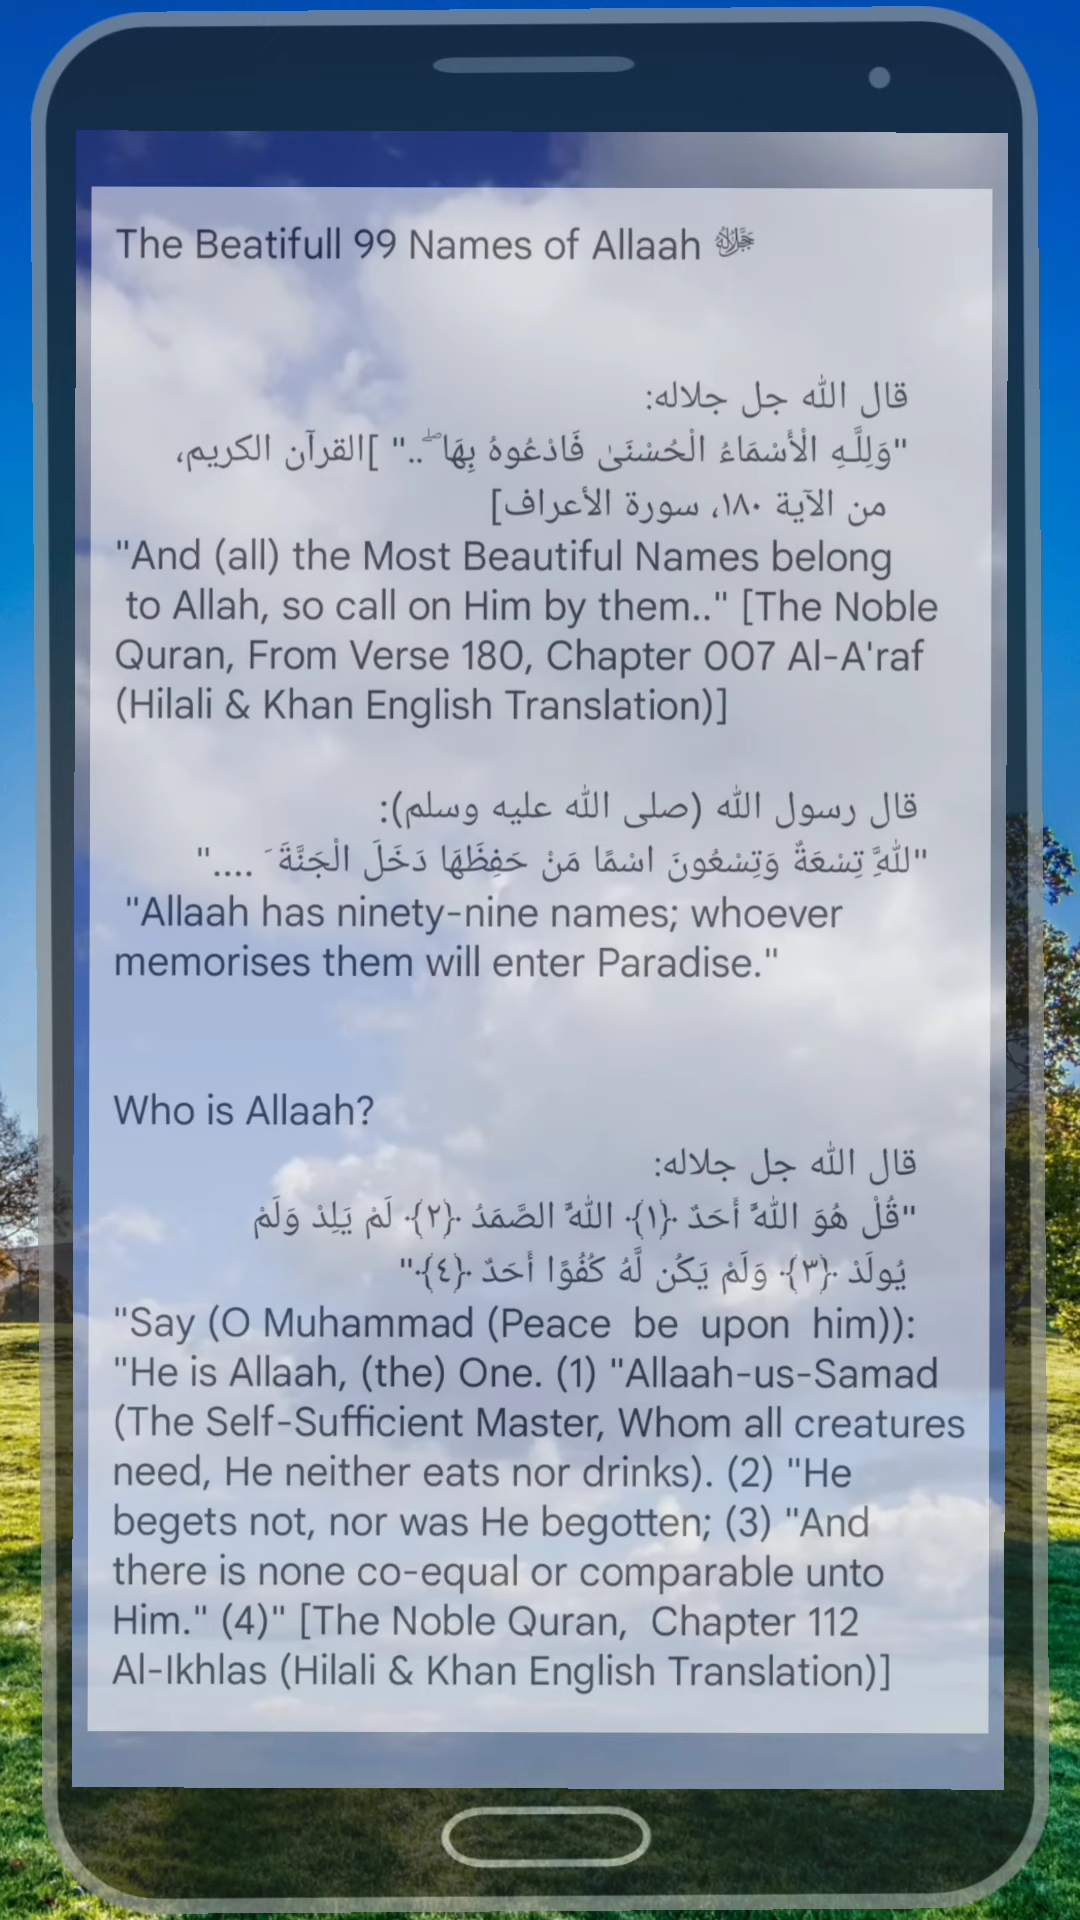 The Beatifull 99 Names of Allaah ﷻ
قال الله جل جلاله:
"وَلِلَّـهِ الْأَسْمَاءُ الْحُسْنَىٰ فَادْعُوهُ بِهَا ۖ.." ]القرآن الكريم،
من الآية ١٨٠، سورة الأعراف]
"And (all) the Most Beautiful Names belong
to Allah, so call on Him by them.." [The Noble
Quran, From Verse 180, Chapter 007 Al-A'raf
(Hilali & Khan English Translation)]
قال رسول الله (صلى الله عليه وسلم):
"للهَِّ تِسْعَةٌ وَتِسْعُونَ اسْمًا مَنْ حَفِظَهَا دَخَلَ الْجَنَّةَ َ ...."
"Allaah has ninety-nine names; whoever
memorises them will enter Paradise."
Who is Allaah?
قال الله جل جلاله:
"قُلْ هُوَ اللهَُّ أَحَدٌ ﴿١﴾ اللهَُّ الصَّمَدُ ﴿٢﴾ لَمْ يَلِدْ وَلَمْ
يُولَدْ ﴿٣﴾ وَلَمْ يَكُن لَّهُ كُفُوًا أَحَدٌ ﴿٤﴾"
"Say (O Muhammad (Peace be upon him)):
"He is Allaah, (the) One. (1) "Allaah-us-Samad
(The Self-Sufficient Master, Whom all creatures
need, He neither eats nor drinks). (2) "He
begets not, nor was He begotten; (3) "And
there is none co-equal or comparable unto
Him." (4)" [The Noble Quran, Chapter 112
Al-Ikhlas (Hilali & Khan English Translation)]